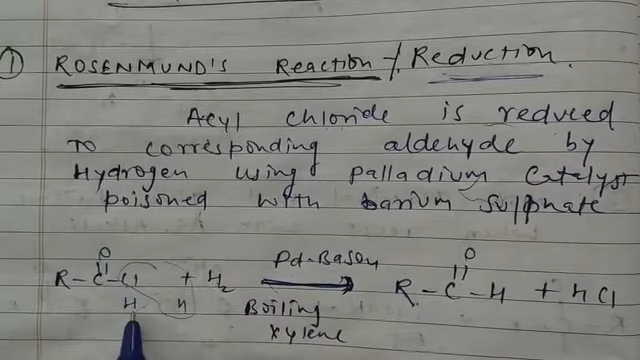 ① ROSENMUND'S Reaction / Reduction.
Acyl chloride is reduced
to corresponding aldehyde by
Hydrogen using palladium catalyst
poisoned with barium sulphate
O O
R-C-Cl + H2 Pd-BaSO4 R-C-H + HCl
H H Boiling
xylene